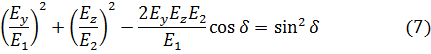 (E_y/E_1)^2 + (E_z/E_2)^2 − (2E_yE_zE_2/E_1) cos δ = sin^2 δ (7)